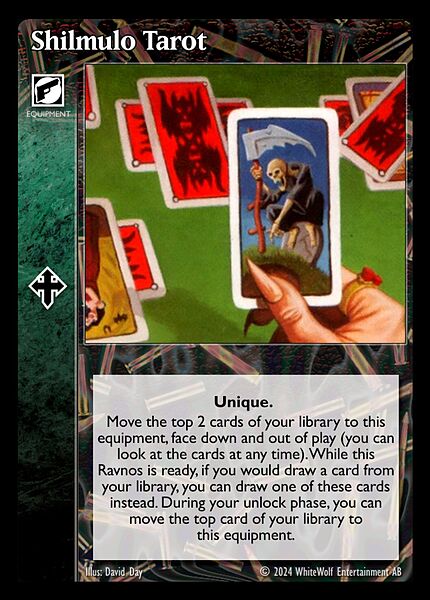 Shilmulo Tarot
EQUIPMENT
Unique.
Move the top 2 cards of your library to this
equipment, face down and out of play (you can
look at the cards at any time). While this
Ravnos is ready, if you would draw a card from
your library, you can draw one of these cards
instead. During your unlock phase, you can
move the top card of your library to
this equipment.
Illus: David Day
© 2024 WhiteWolf Entertainment AB